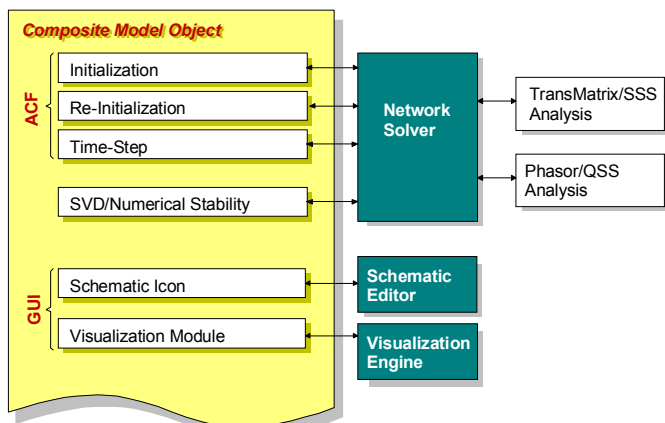 Composite Model Object
ACF
Initialization
Re-Initialization
Time-Step
SVD/Numerical Stability
Network
Solver
TransMatrix/SSS
Analysis
Phasor/QSS
Analysis
GUI
Schematic Icon
Visualization Module
Schematic
Editor
Visualization
Engine